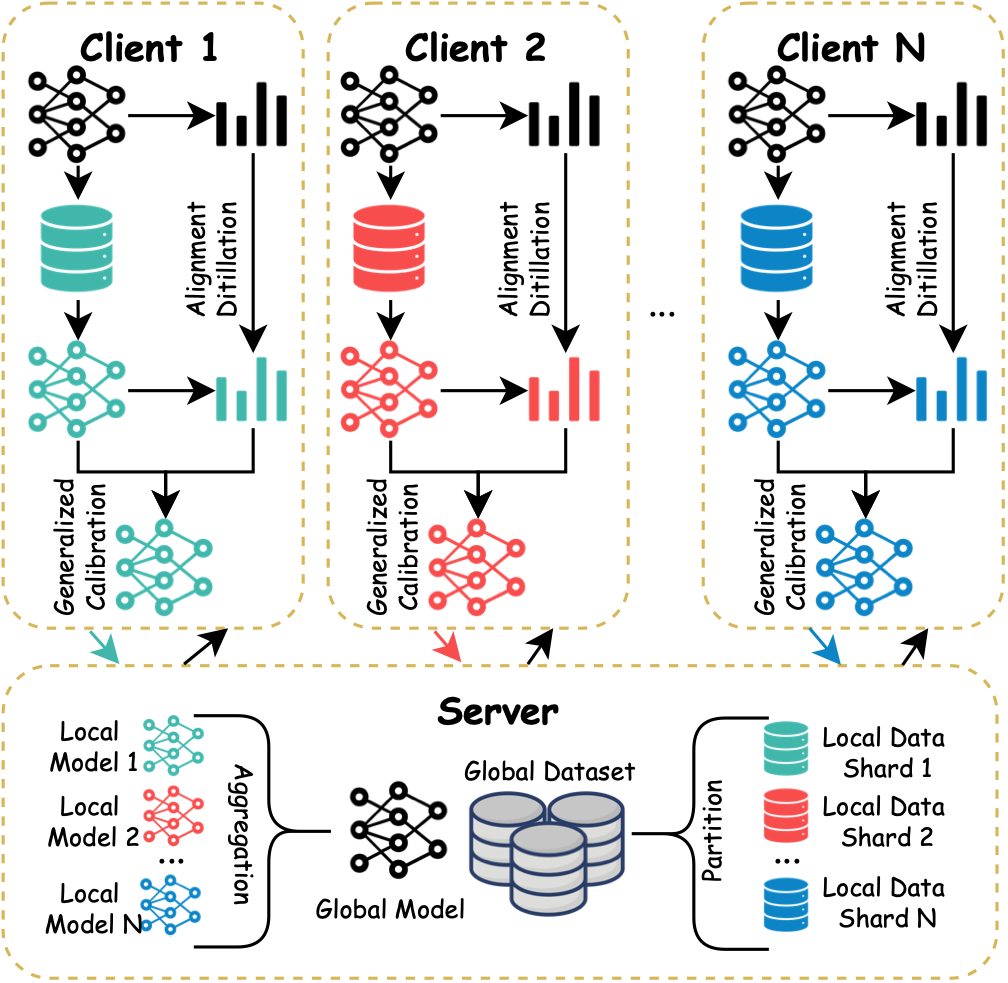 Client 1
Alignment
Ditillation
Generalized
Calibration
Client 2
Alignment
Ditillation
Generalized
Calibration
...
Client N
Alignment
Ditillation
Generalized
Calibration
Server
Local
Model 1
Local
Model 2
...
Local
Model N
Aggregation
Global Model
Global Dataset
Partition
Local Data
Shard 1
Local Data
Shard 2
...
Local Data
Shard N